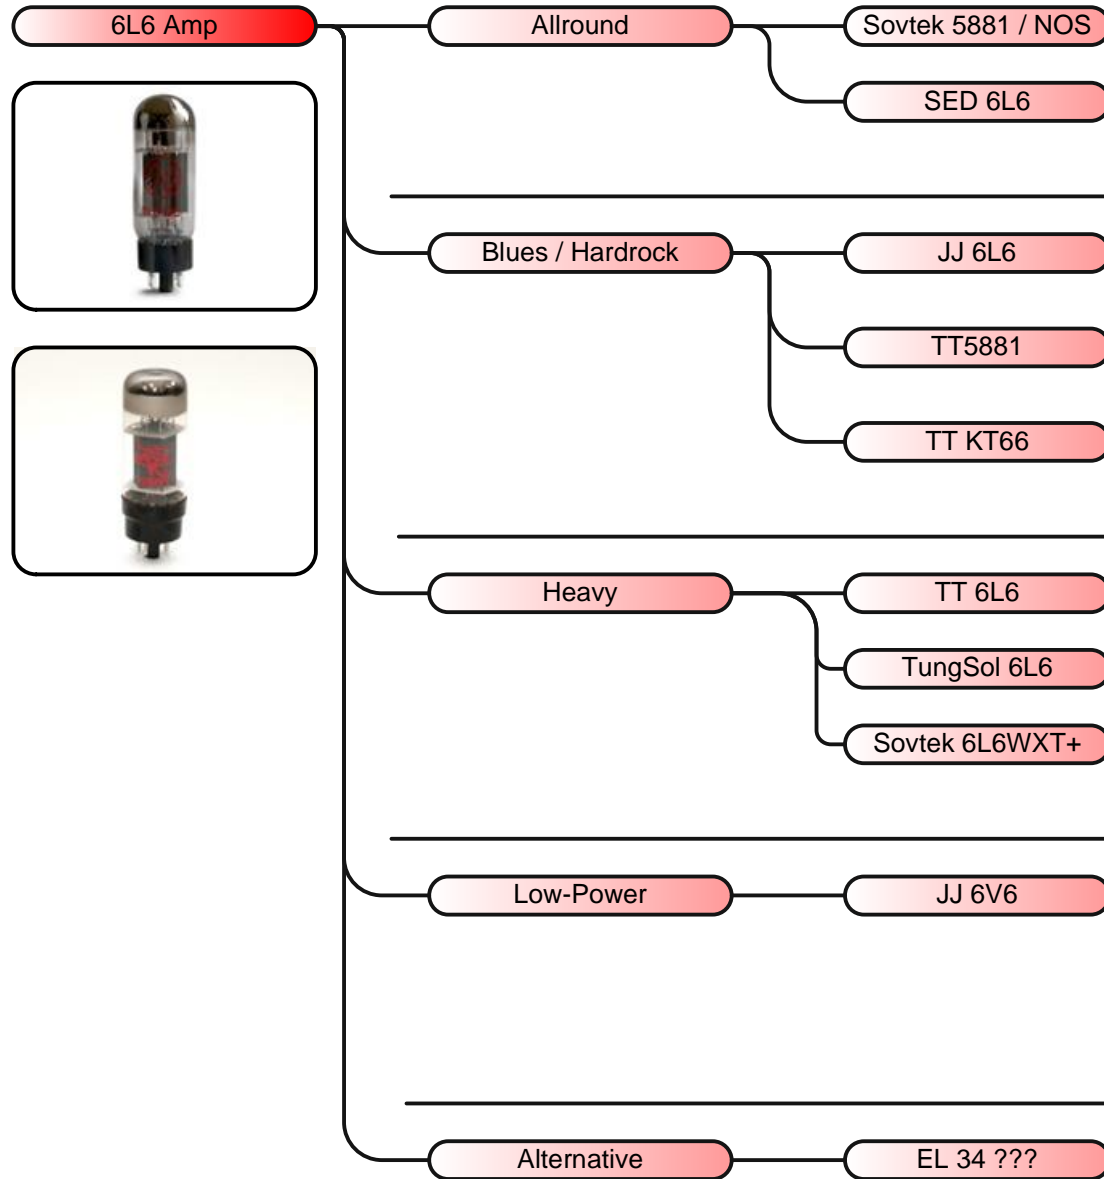 6L6 Amp
Allround
Sovtek 5881 / NOS
SED 6L6
Blues / Hardrock
JJ 6L6
TT5881
TT KT66
Heavy
TT 6L6
TungSol 6L6
Sovtek 6L6WXT+
Low-Power
JJ 6V6
Alternative
EL 34 ???